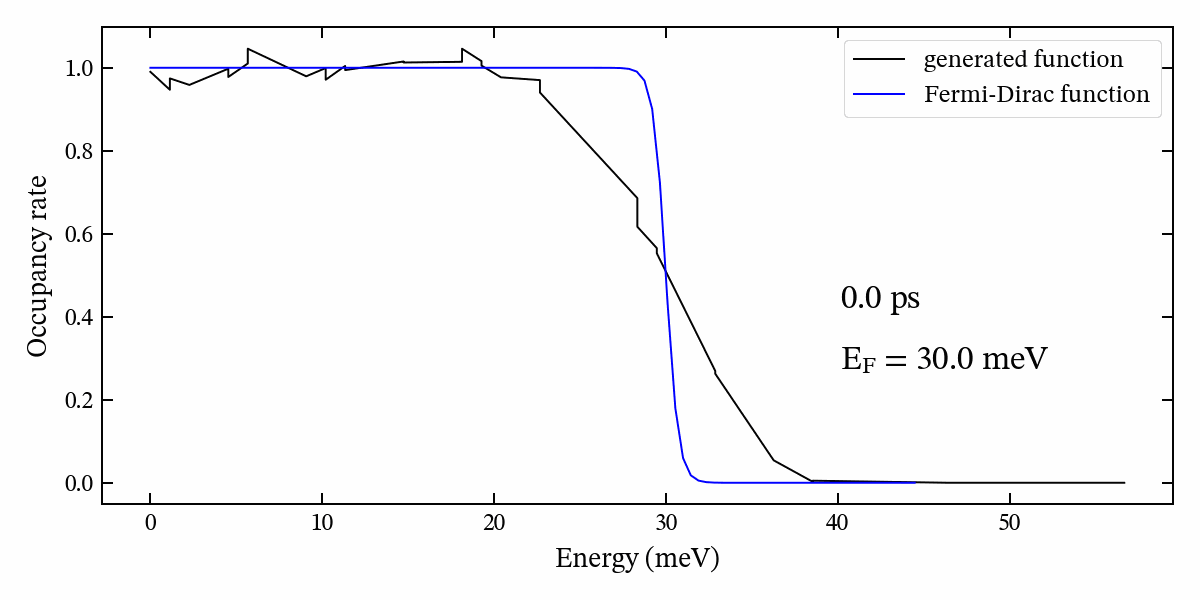 generated function
Fermi-Dirac function
1.0
0.8
0.6
0.4
0.2
0.0
Occupancy rate
0.0 ps
E_F = 30.0 meV
0 10 20 30 40 50
Energy (meV)